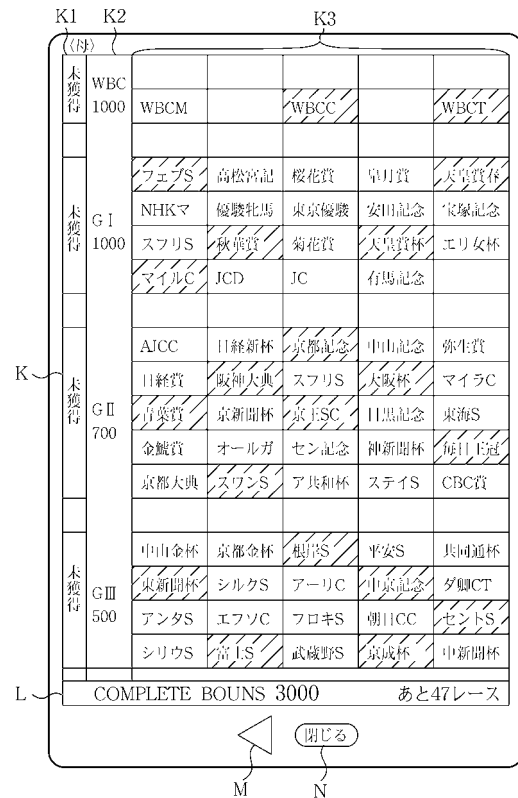 K1 K2 K3
〈母〉
未獲得 WBC 1000
WBCM WBCC WBCT
未獲得 GⅠ 1000
フェブS 高松宮記 桜花賞 皐月賞 天皇賞春
NHKマ 優駿牝馬 東京優駿 安田記念 宝塚記念
スプリS 秋華賞 菊花賞 天皇賞杯 エリ女杯
マイルC JCD JC 有馬記念
K
未獲得 GⅡ 700
AJCC 日経新杯 京都記念 中山記念 弥生賞
日経賞 阪神大典 スプリS 大阪杯 マイラC
青葉賞 京新聞杯 京王SC 目黒記念 東海S
金鯱賞 オールガ セン記念 神新聞杯 毎日王冠
京都大典 スワンS ア共和杯 ステイS CBC賞
未獲得 GⅢ 500
中山金杯 京都金杯 根岸S 平安S 共同通杯
東新聞杯 シルクS アーリC 中京記念 ダ卿CT
アンタS エプソC フロキS 朝日CC セントS
シリウS 富士S 武蔵野S 京成杯 中新聞杯
L
COMPLETE BOUNS 3000 あと47レース
閉じる
M N